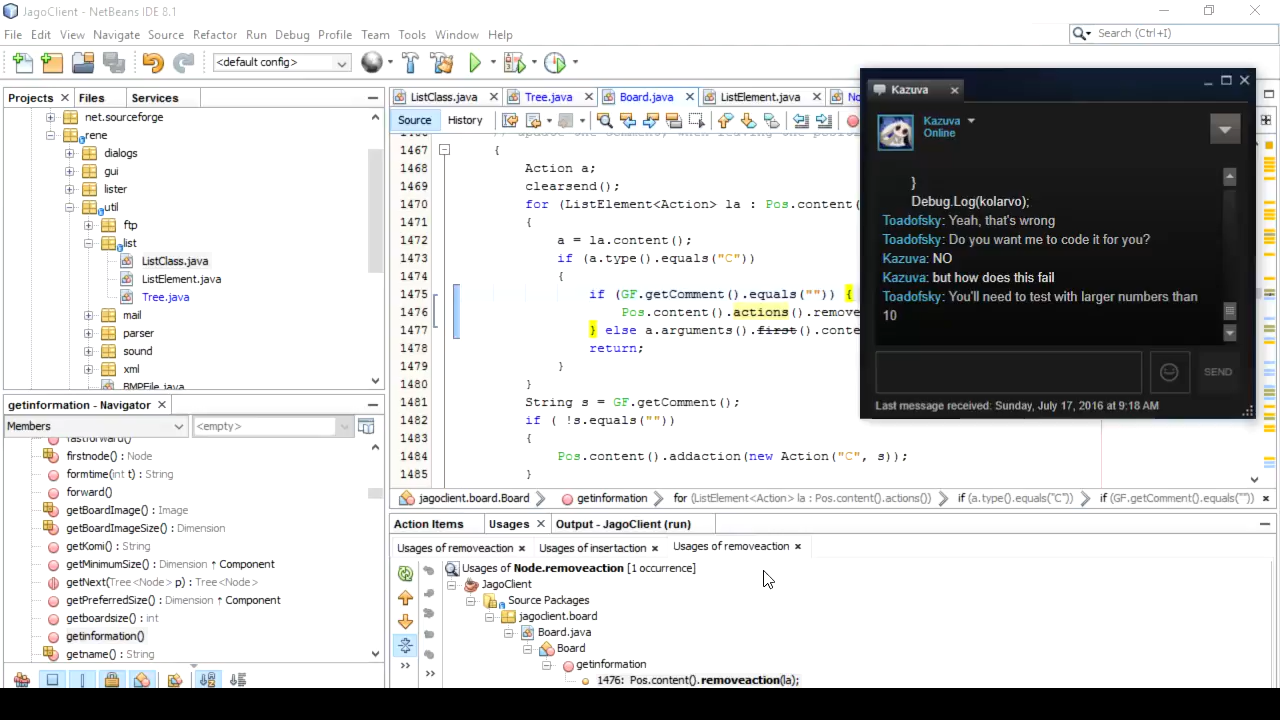 JagoClient - NetBeans IDE 8.1
File Edit View Navigate Source Refactor Run Debug Profile Team Tools Window Help
Search (Ctrl+I)
<default config>
Projects Files Services
net.sourceforge
rene
dialogs
gui
lister
util
ftp
list
ListClass.java
ListElement.java
Tree.java
mail
parser
sound
xml
BMPFile.java
getinformation - Navigator
Members
<empty>
fastforward()
firstnode() : Node
formtime(int t) : String
forward()
getBoardImage() : Image
getBoardImageSize() : Dimension
getKomi() : String
getMinimumSize() : Dimension ↑ Component
getNext(Tree<Node> p) : Tree<Node>
getPreferredSize() : Dimension ↑ Component
getboardsize() : int
getinformation()
getname() : String
ListClass.java Tree.java Board.java ListElement.java No
Source History
1467 {
1468 Action a;
1469 clearsend();
1470 for (ListElement<Action> la : Pos.content(
1471 {
1472 a = la.content();
1473 if (a.type().equals("C"))
1474 {
1475 if (GF.getComment().equals("")) {
1476 Pos.content().actions().remove
1477 } else a.arguments().first().conte
1478 return;
1479 }
1480 }
1481 String s = GF.getComment();
1482 if ( !s.equals(""))
1483 {
1484 Pos.content().addaction(new Action("C", s));
1485 }
jagoclient.board.Board getinformation for (ListElement<Action> la : Pos.content().actions()) if (a.type().equals("C")) if (GF.getComment().equals(""))
Action Items Usages Output - JagoClient (run)
Usages of removeaction Usages of insertaction Usages of removeaction
Usages of Node.removeaction [1 occurrence]
JagoClient
Source Packages
jagoclient.board
Board.java
Board
getinformation
1476: Pos.content().removeaction(la);
Kazuva
Kazuva
Online
}
Debug.Log(kolarvo);
Toadofsky: Yeah, that's wrong
Toadofsky: Do you want me to code it for you?
Kazuva: NO
Kazuva: but how does this fail
Toadofsky: You'll need to test with larger numbers than
10
SEND
Last message received: Sunday, July 17, 2016 at 9:18 AM